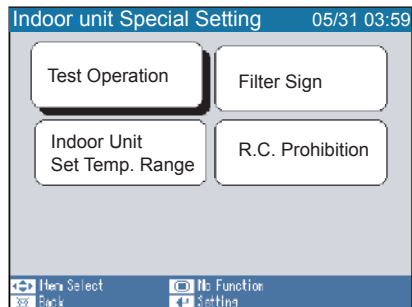 Indoor unit Special Setting 05/31 03:59
Test Operation
Filter Sign
Indoor Unit
Set Temp. Range
R.C. Prohibition
Item Select No Function
Back Setting